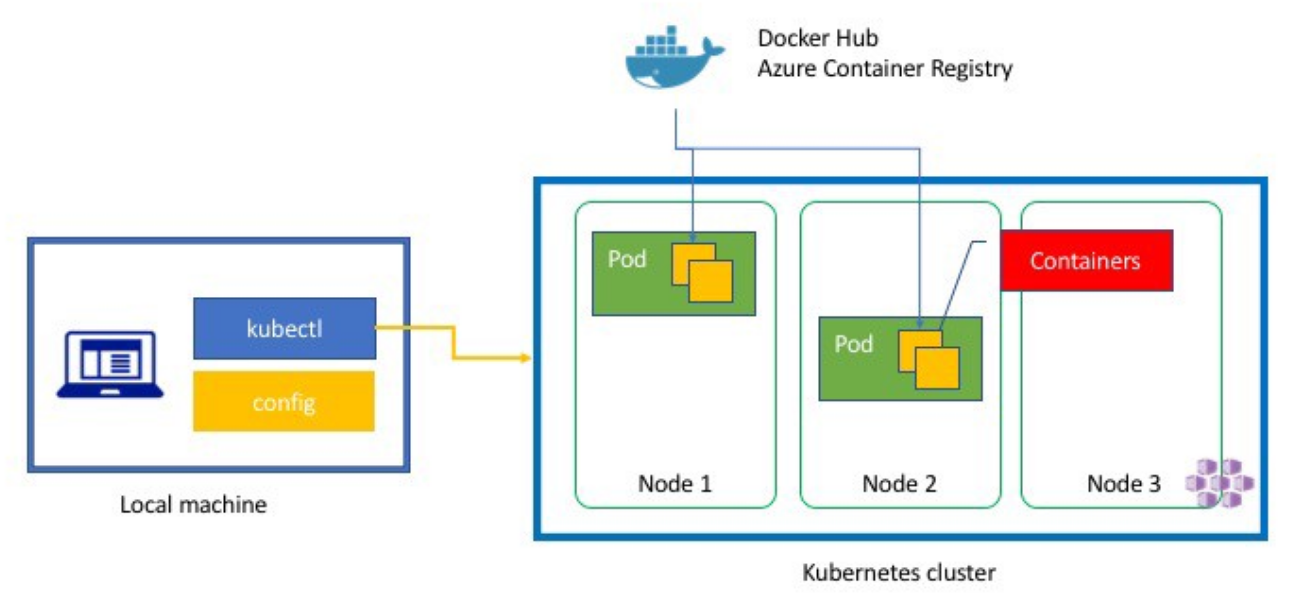 Docker Hub
Azure Container Registry
Pod
Containers
kubectl
Pod
config
Node 1
Node 2
Node 3
Local machine
Kubernetes cluster